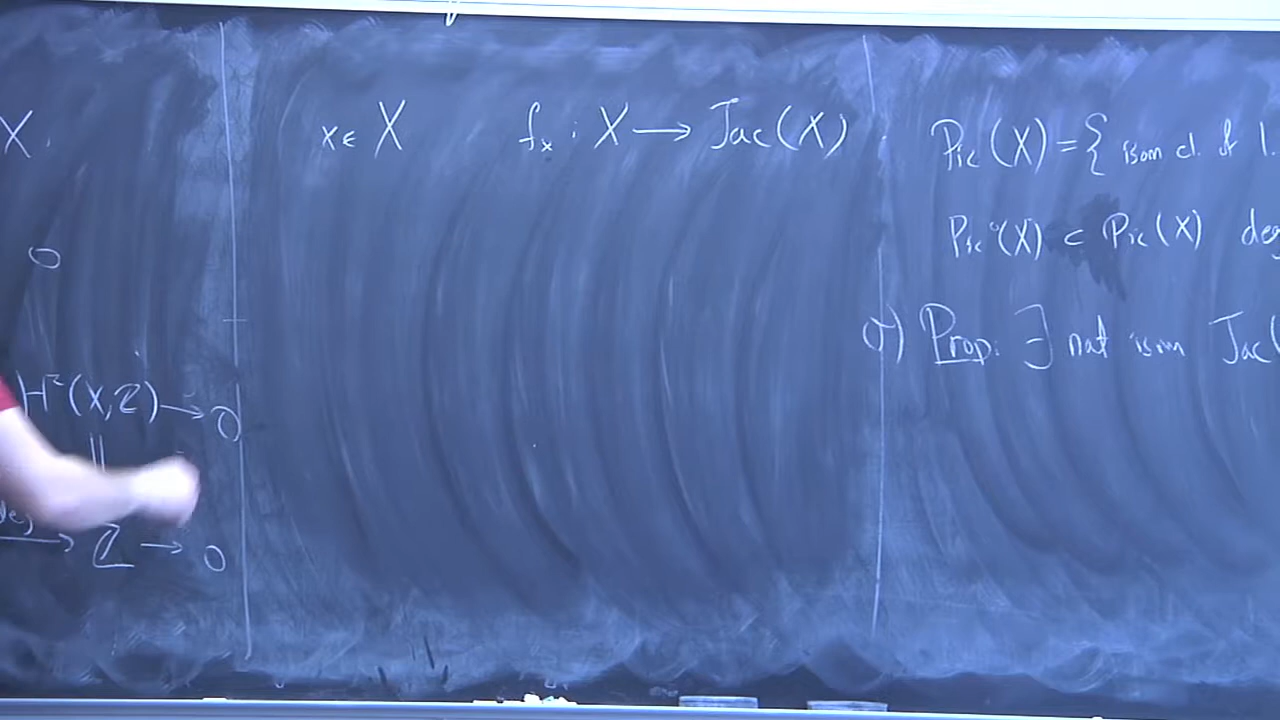 X.
0
H²(X,ℤ) → 0
||
deg → ℤ → 0
x ∈ X f_x : X → Jac(X)
Pic(X) = { isom cl. of l.
Pic⁰(X) ⊂ Pic(X) deg
Prop: ∃ nat isom Jac(